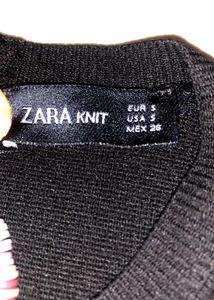 ZARA KNIT
EUR S
USA S
MEX 26